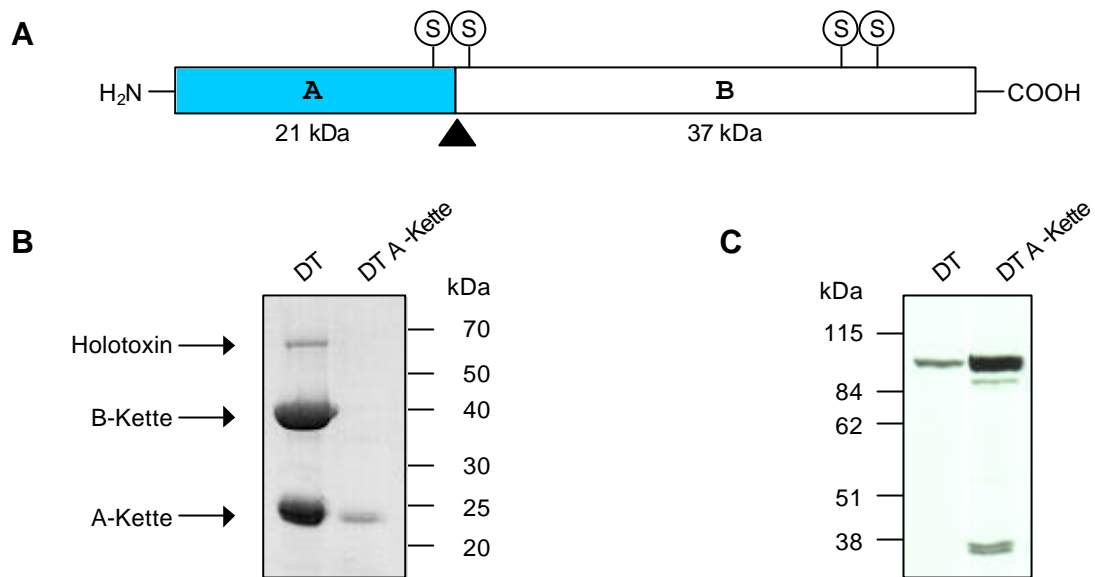 A
S S S S
H₂N A B COOH
21 kDa 37 kDa
B
DT DT A -Kette
kDa
Holotoxin
B-Kette
A-Kette
70
50
40
30
25
20
C
DT DT A -Kette
kDa
115
84
62
51
38